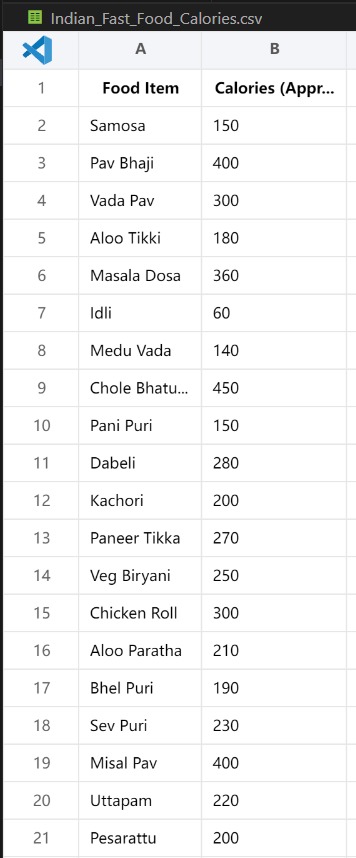 Indian_Fast_Food_Calories.csv
A B
1 Food Item Calories (Appr...
2 Samosa 150
3 Pav Bhaji 400
4 Vada Pav 300
5 Aloo Tikki 180
6 Masala Dosa 360
7 Idli 60
8 Medu Vada 140
9 Chole Bhatu... 450
10 Pani Puri 150
11 Dabeli 280
12 Kachori 200
13 Paneer Tikka 270
14 Veg Biryani 250
15 Chicken Roll 300
16 Aloo Paratha 210
17 Bhel Puri 190
18 Sev Puri 230
19 Misal Pav 400
20 Uttapam 220
21 Pesarattu 200